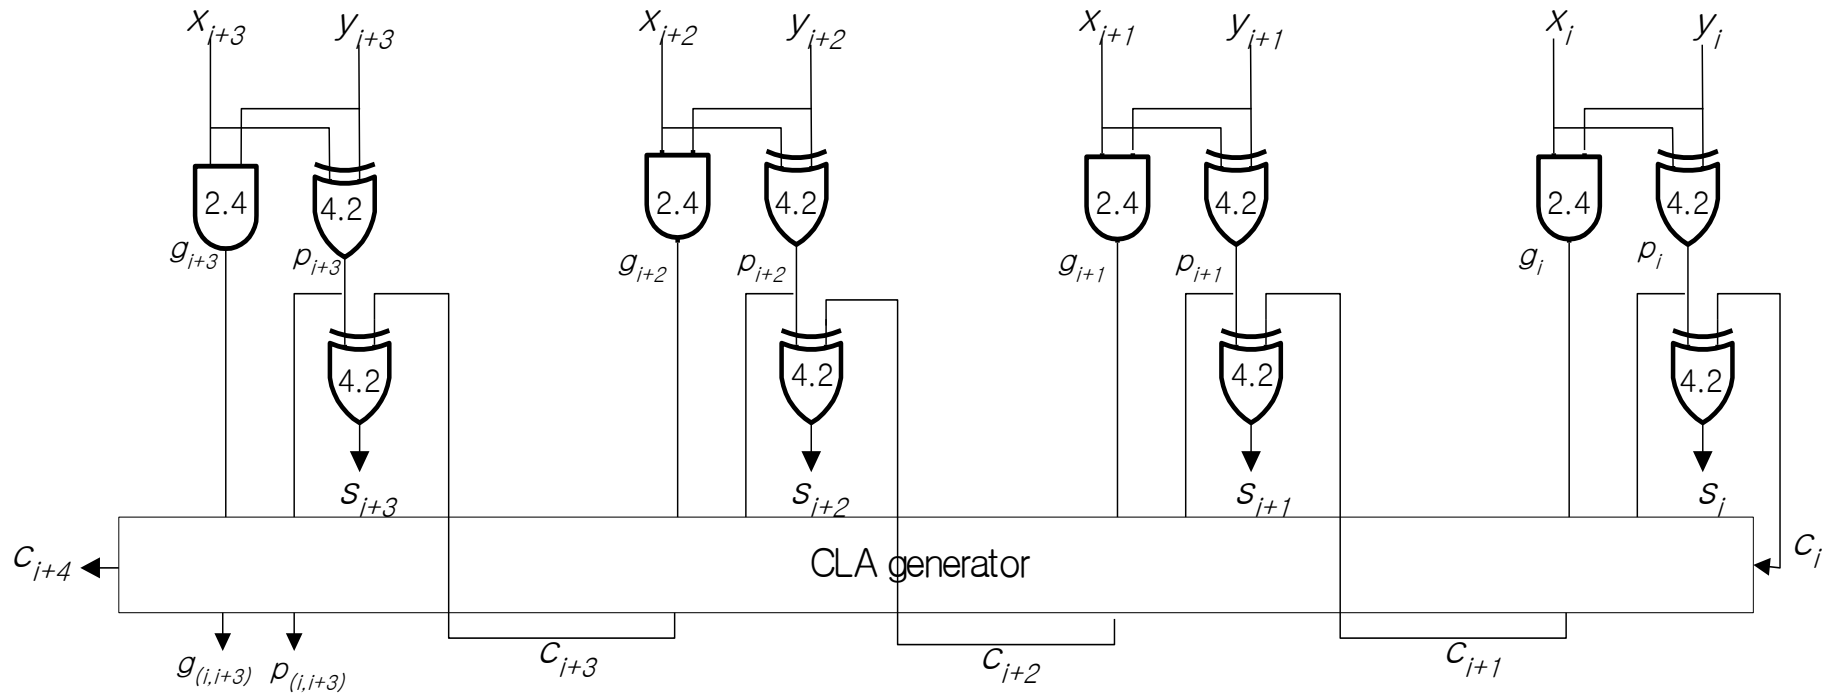 x_{i+3} y_{i+3} x_{i+2} y_{i+2} x_{i+1} y_{i+1} x_i y_i
2.4 4.2 2.4 4.2 2.4 4.2 2.4 4.2
g_{i+3} p_{i+3} g_{i+2} p_{i+2} g_{i+1} p_{i+1} g_i p_i
4.2 4.2 4.2 4.2
s_{i+3} s_{i+2} s_{i+1} s_i
c_{i+4} CLA generator c_i
g_{(i,i+3)} p_{(i,i+3)} c_{i+3} c_{i+2} c_{i+1}